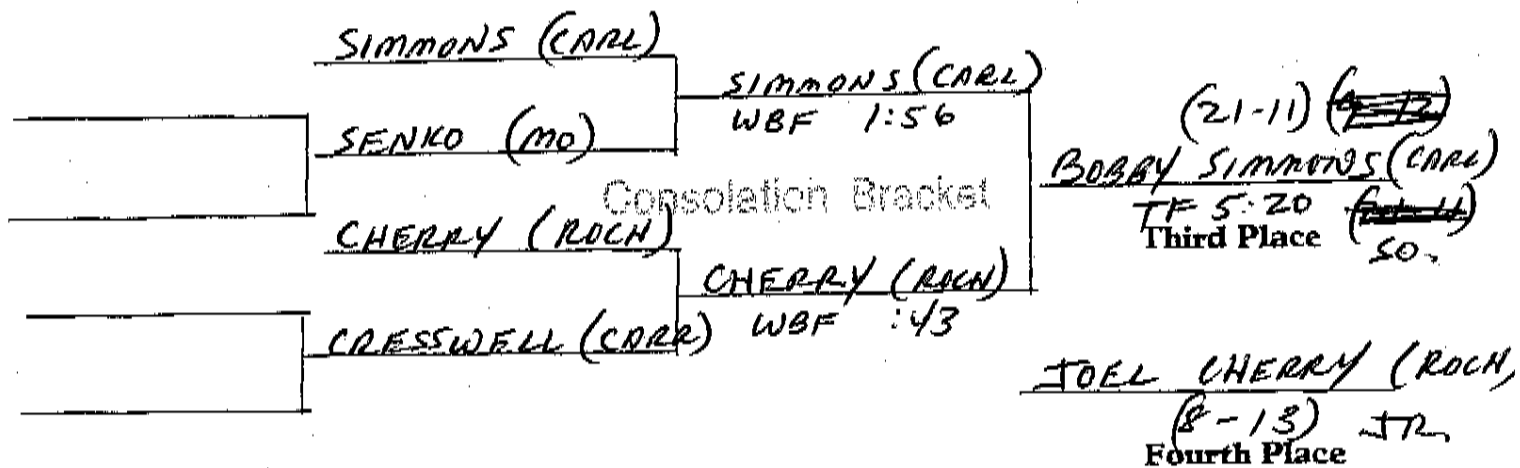 SIMMONS (CARL)
SENKO (MO)
CHERRY (ROCH)
CRESSWELL (CARR)
SIMMONS (CARL)
WBF 1:56
Consolation Bracket
CHERRY (ROCH)
WBF :43
(21-11)
BOBBY SIMMONS (CARL)
TF 5:20
Third Place
SO.
JOEL CHERRY (ROCH)
(8-13) JR.
Fourth Place